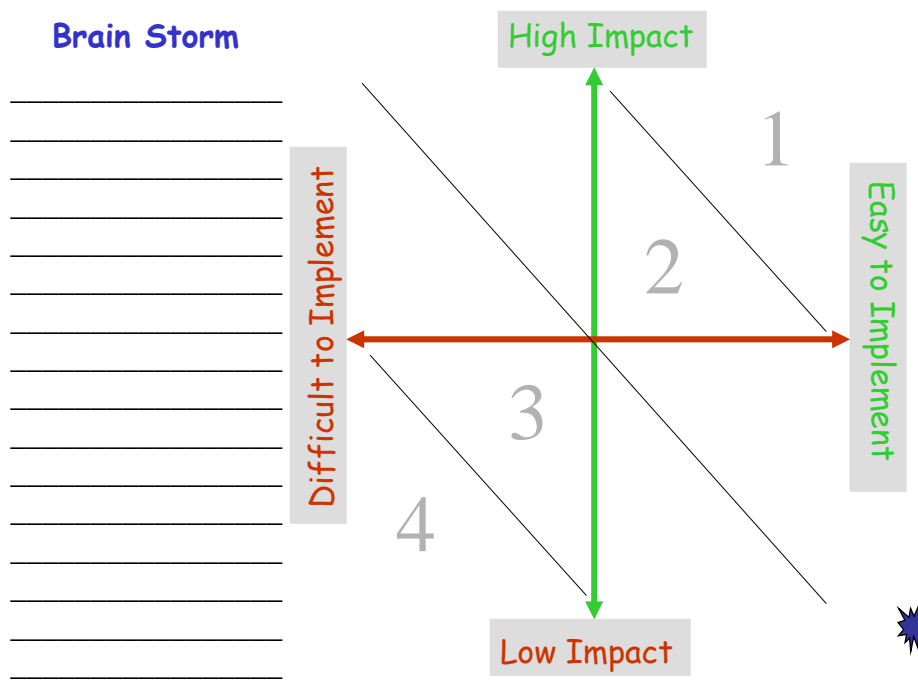 Brain Storm
High Impact
1
Difficult to Implement
Easy to Implement
2
3
4
Low Impact